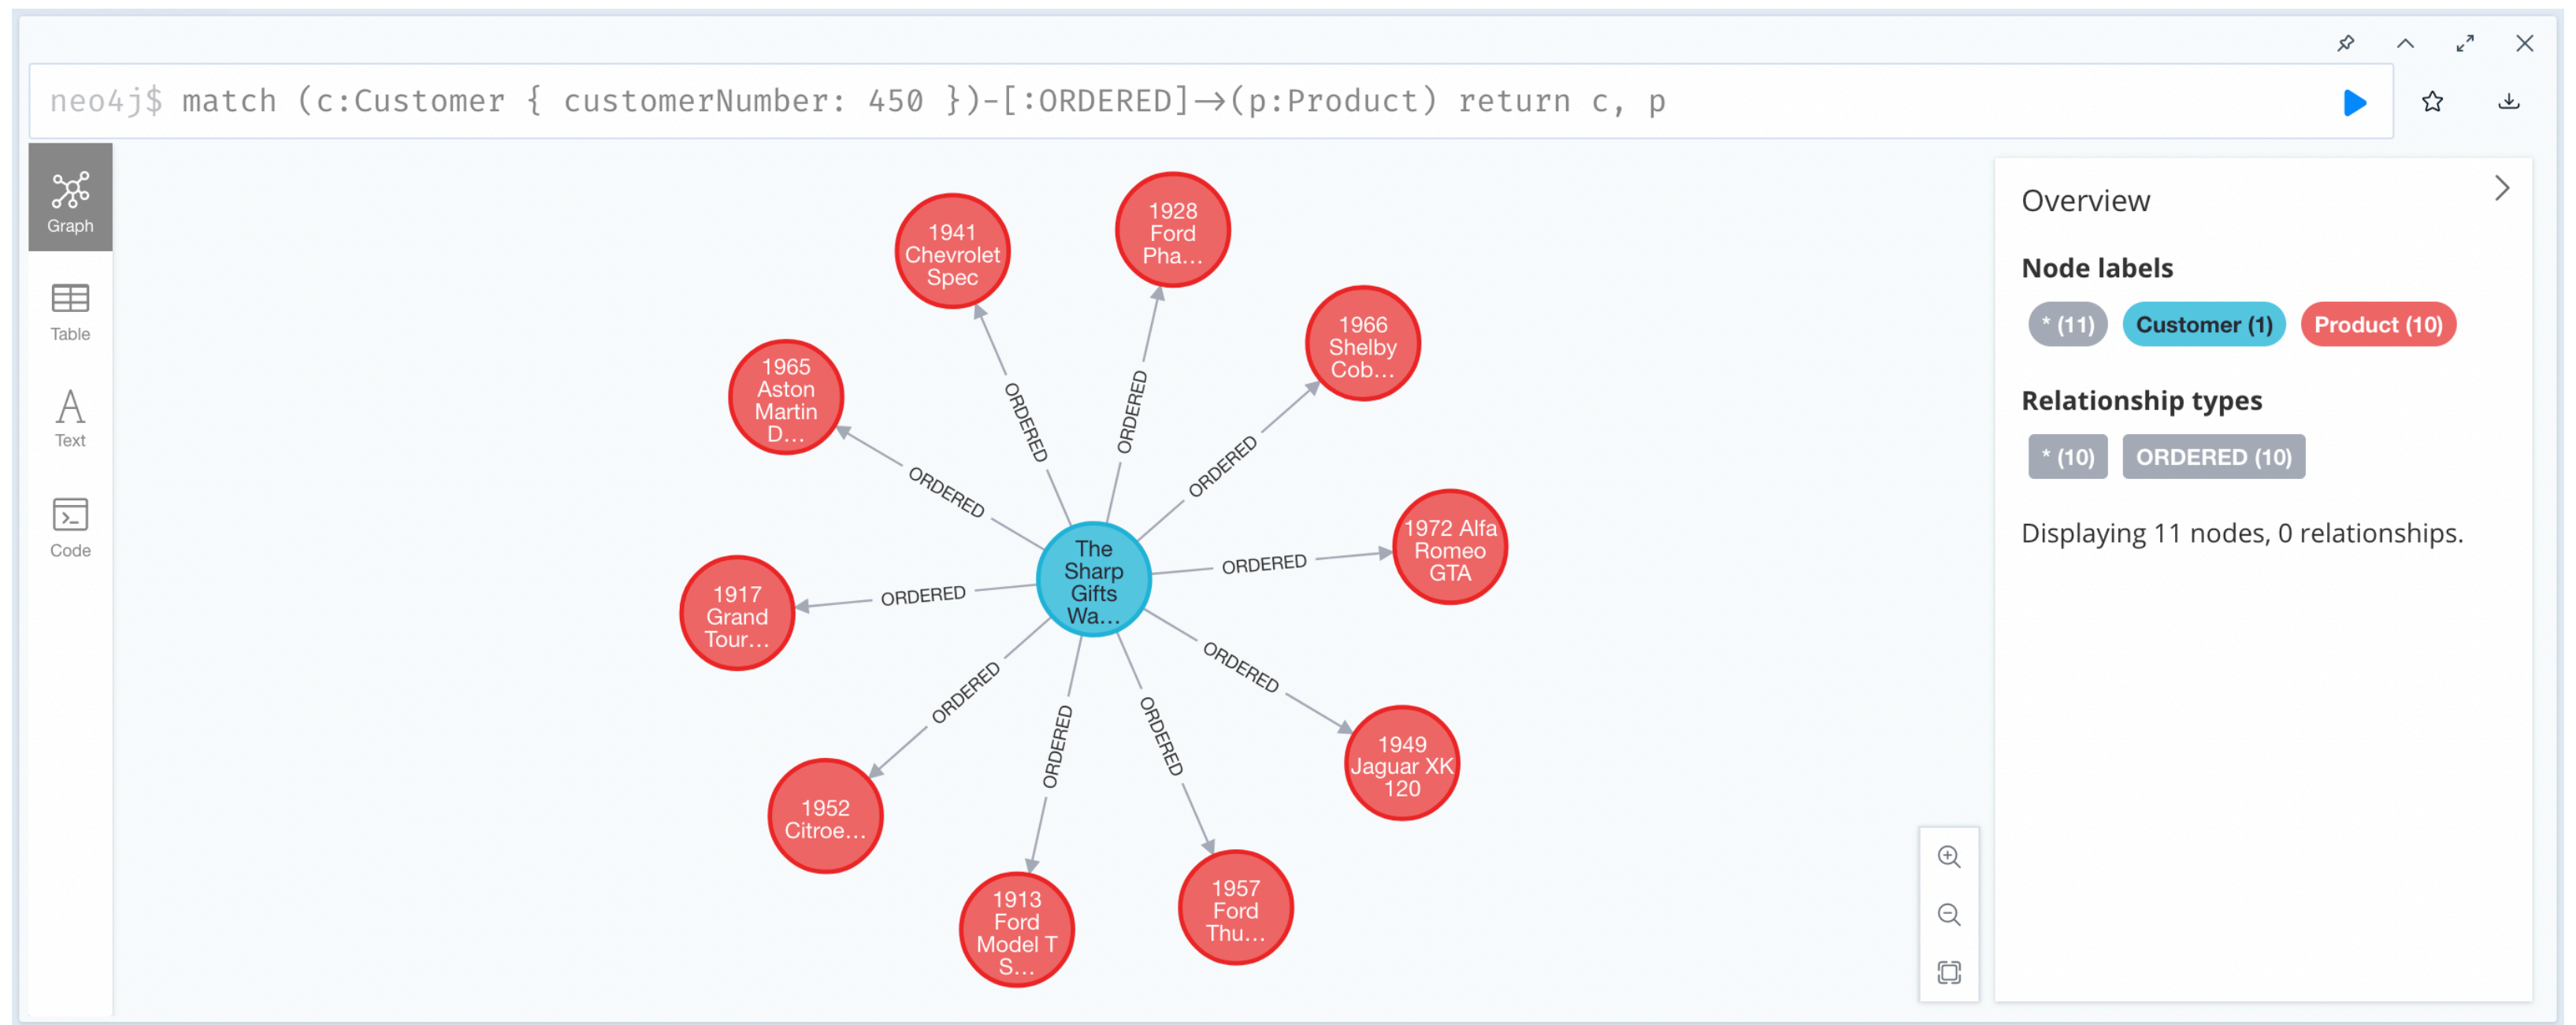 neo4j$ match (c:Customer { customerNumber: 450 })-[:ORDERED]→(p:Product) return c, p
Graph
Table
Text
Code
1941
Chevrolet
Spec
1928
Ford
Pha...
1966
Shelby
Cob...
1965
Aston
Martin
D...
1972 Alfa
Romeo
GTA
The
Sharp
Gifts
Wa...
1917
Grand
Tour...
1949
Jaguar XK
120
1952
Citroe...
1913
Ford
Model T
S...
1957
Ford
Thu...
ORDERED
ORDERED
ORDERED
ORDERED
ORDERED
ORDERED
ORDERED
ORDERED
ORDERED
ORDERED
Overview
Node labels
* (11) Customer (1) Product (10)
Relationship types
* (10) ORDERED (10)
Displaying 11 nodes, 0 relationships.